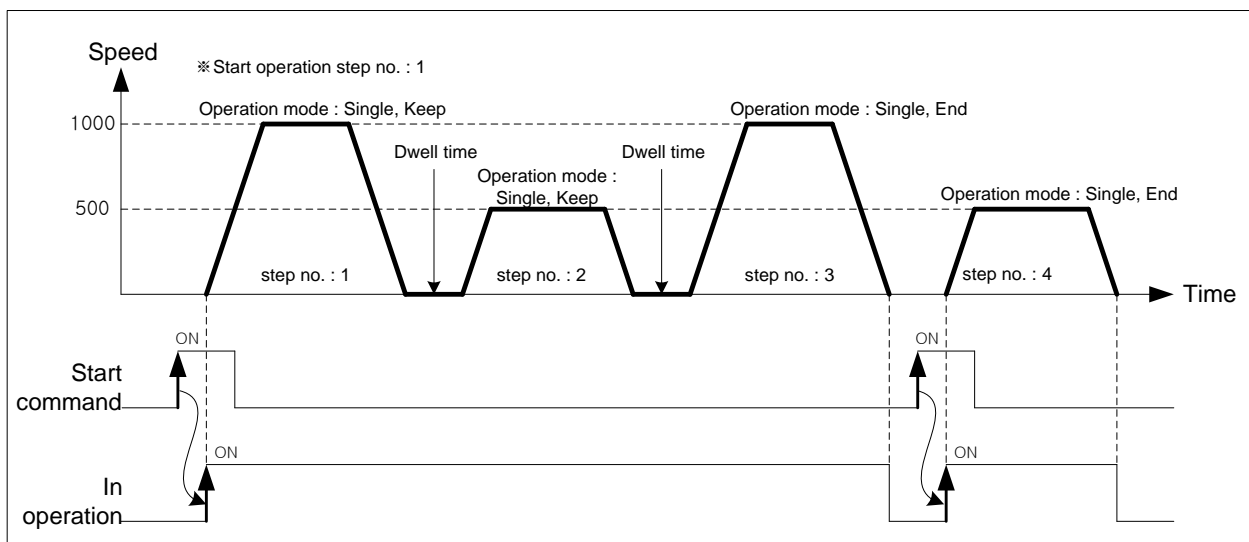 Speed
※Start operation step no. : 1
Operation mode : Single, Keep
Operation mode : Single, End
1000
Dwell time
Dwell time
Operation mode :
Single, Keep
Operation mode : Single, End
500
step no. : 1
step no. : 2
step no. : 3
step no. : 4
Time
ON
ON
Start
command
ON
ON
In
operation